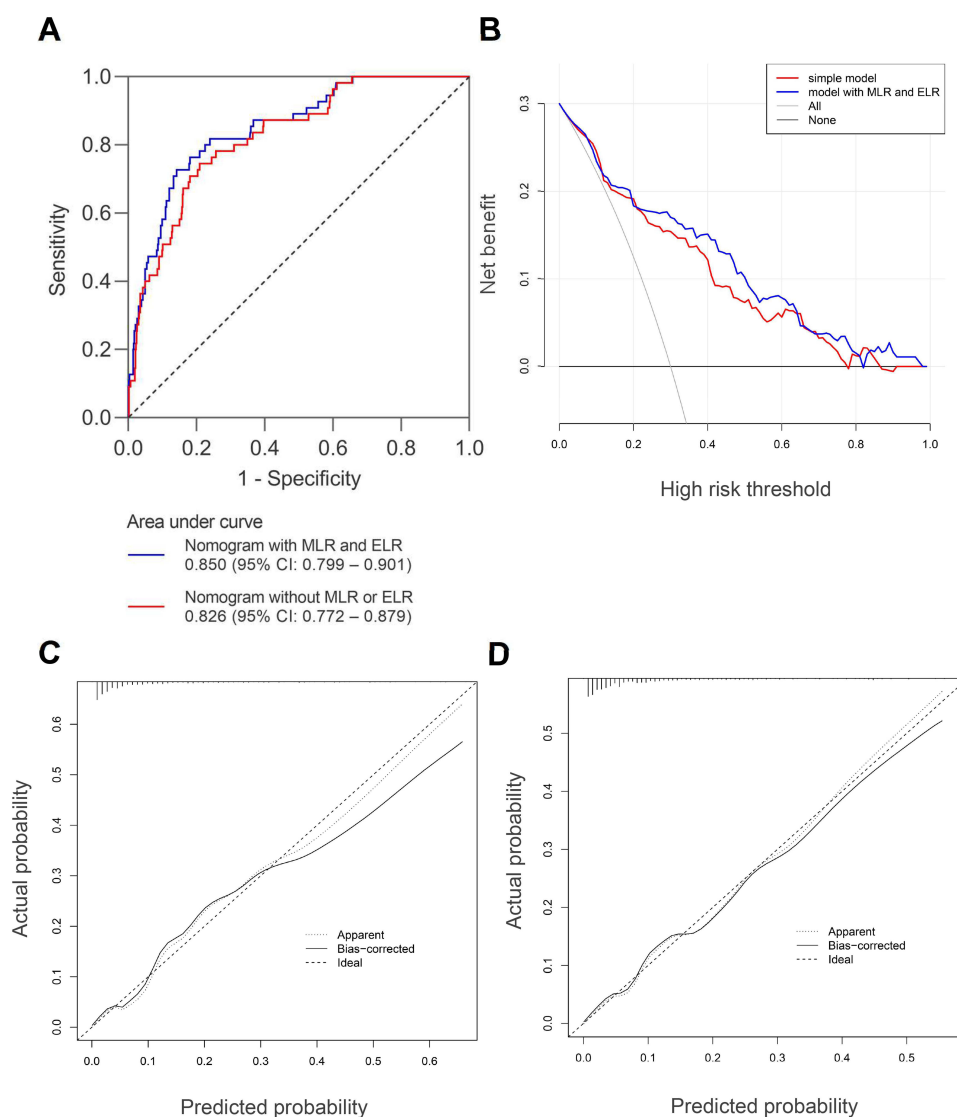 A
1.0
0.8
0.6
0.4
0.2
0.0
Sensitivity
0.0 0.2 0.4 0.6 0.8 1.0
1 - Specificity
Area under curve
Nomogram with MLR and ELR
0.850 (95% CI: 0.799 – 0.901)
Nomogram without MLR or ELR
0.826 (95% CI: 0.772 – 0.879)
B
simple model
model with MLR and ELR
All
None
0.3
0.2
0.1
0.0
Net benefit
0.0 0.2 0.4 0.6 0.8 1.0
High risk threshold
C
0.6
0.5
0.4
0.3
0.2
0.1
0.0
Actual probability
Apparent
Bias−corrected
Ideal
0.0 0.1 0.2 0.3 0.4 0.5 0.6
Predicted probability
D
0.5
0.4
0.3
0.2
0.1
0.0
Actual probability
Apparent
Bias−corrected
Ideal
0.0 0.1 0.2 0.3 0.4 0.5
Predicted probability